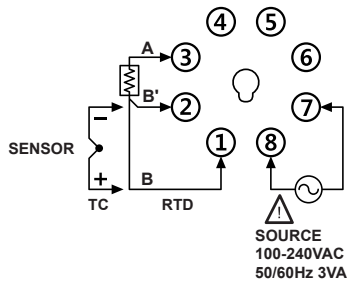 4 5
A 3 6
B' 2 7
−
SENSOR 1 8
+ B
TC RTD
!
SOURCE
100-240VAC
50/60Hz 3VA